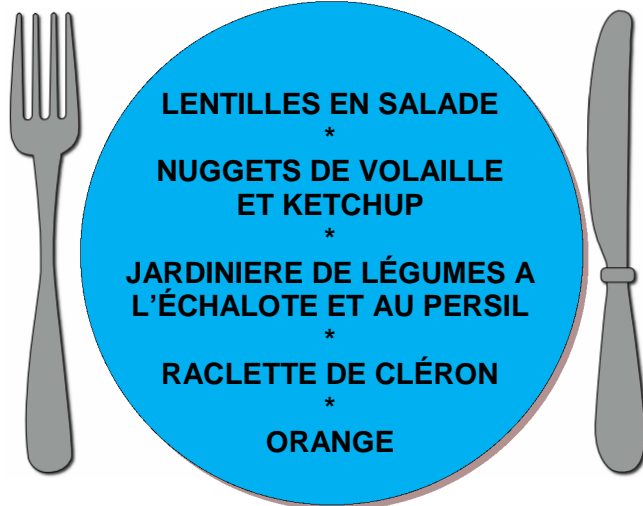 LENTILLES EN SALADE
*
NUGGETS DE VOLAILLE
ET KETCHUP
*
JARDINIERE DE LÉGUMES A
L’ÉCHALOTE ET AU PERSIL
*
RACLETTE DE CLÉRON
*
ORANGE